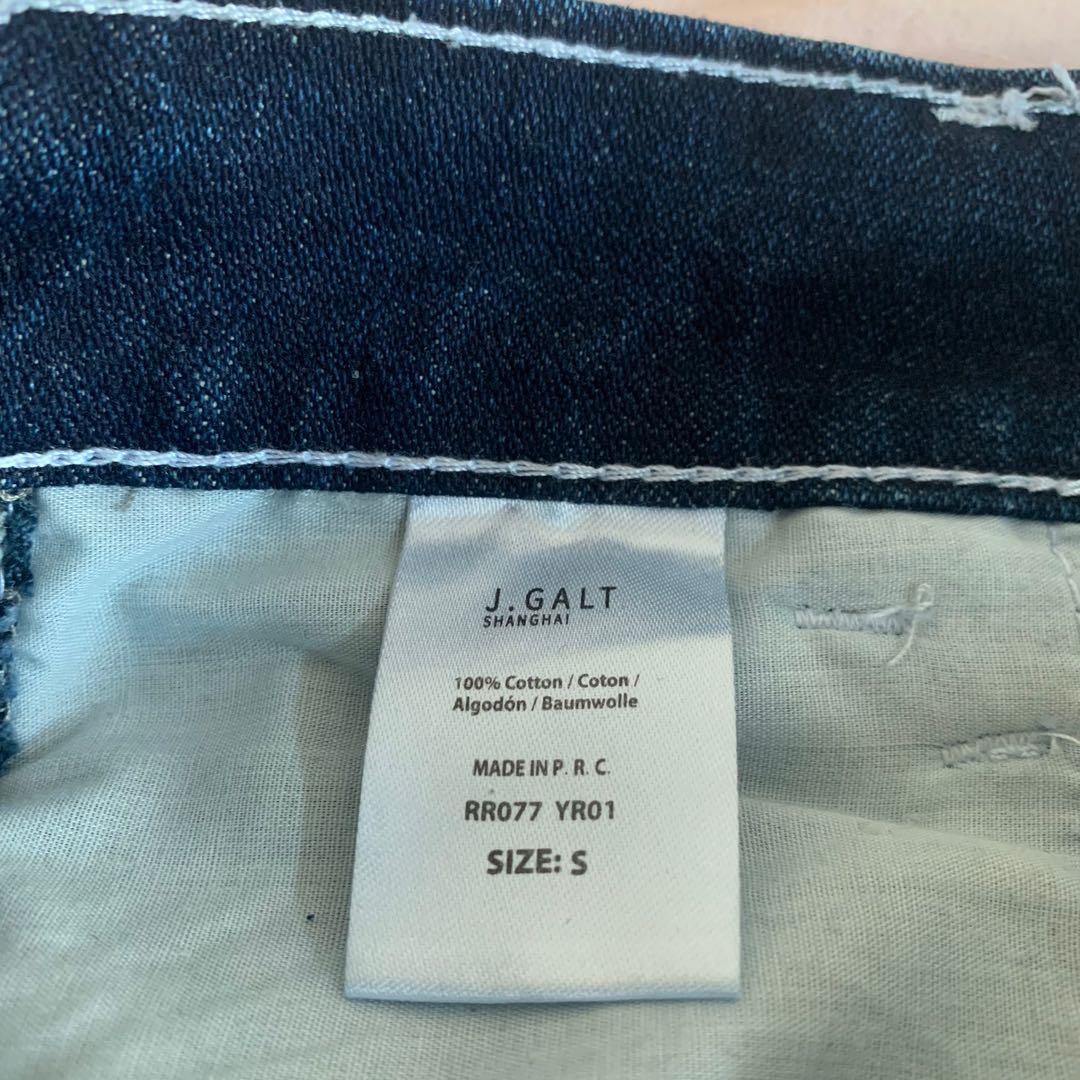 J.GALT
SHANGHAI
100% Cotton / Coton /
Algodón / Baumwolle
MADE IN P. R. C.
RR077 YR01
SIZE: S